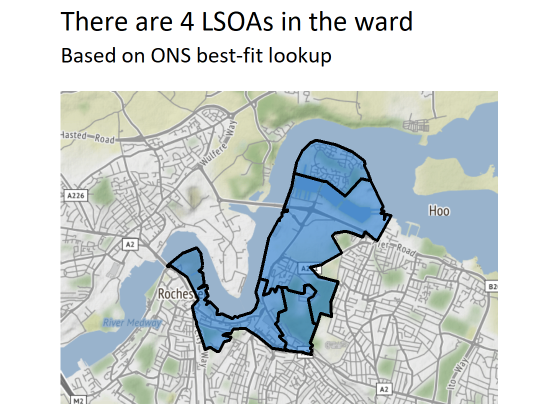 There are 4 LSOAs in the ward
Based on ONS best-fit lookup
Hasted-Road
Wulfere-Way
A226
Hoo
A2
Roches
River Medway
A2
M2